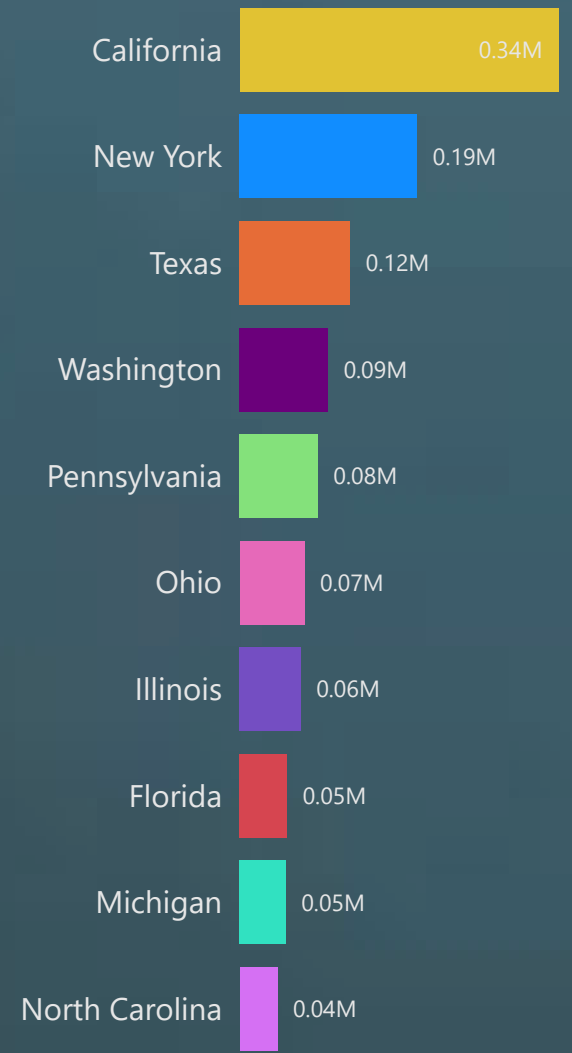 California 0.34M
New York 0.19M
Texas 0.12M
Washington 0.09M
Pennsylvania 0.08M
Ohio 0.07M
Illinois 0.06M
Florida 0.05M
Michigan 0.05M
North Carolina 0.04M